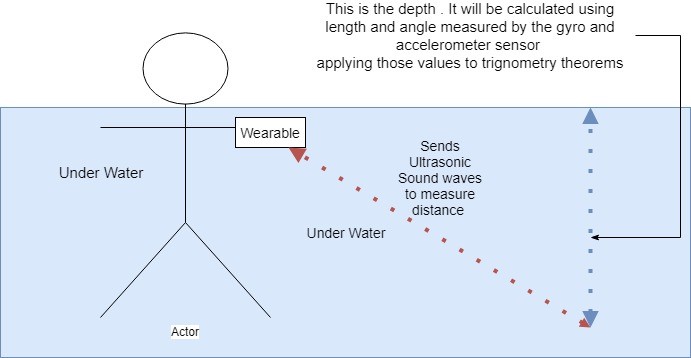 This is the depth . It will be calculated using
length and angle measured by the gyro and
accelerometer sensor
applying those values to trignometry theorems
Wearable
Sends
Ultrasonic
Sound waves
to measure
distance
Under Water
Under Water
Actor